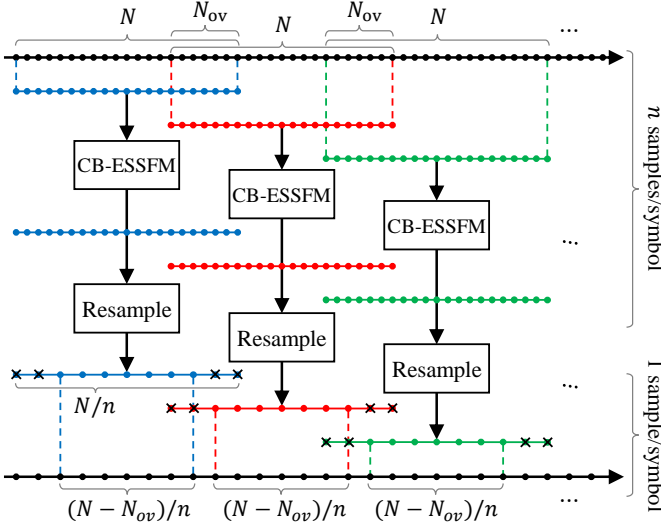 N N_ov N_ov N ...
N
n samples/symbol
CB-ESSFM
CB-ESSFM
CB-ESSFM
...
Resample
Resample
Resample
1 sample/symbol
N/n
...
(N − N_ov)/n (N − N_ov)/n (N − N_ov)/n ...